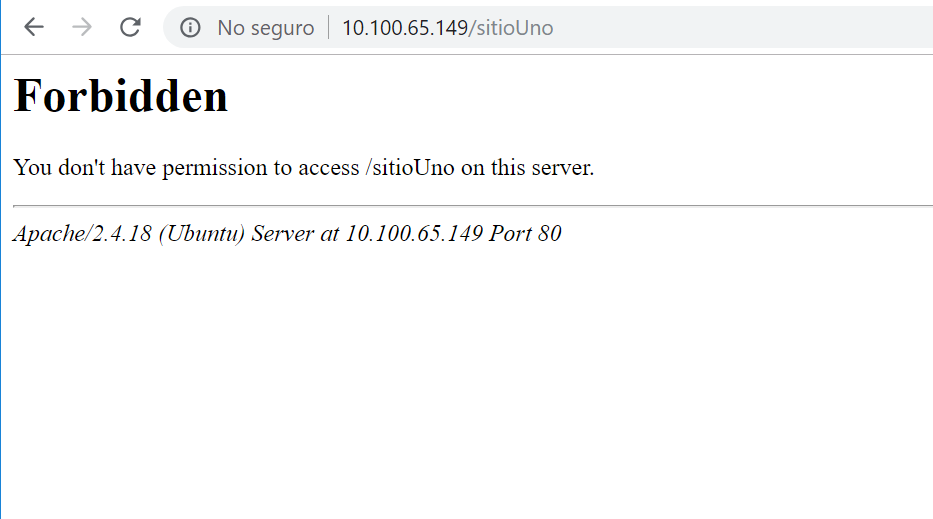 No seguro 10.100.65.149/sitioUno
Forbidden
You don't have permission to access /sitioUno on this server.
Apache/2.4.18 (Ubuntu) Server at 10.100.65.149 Port 80